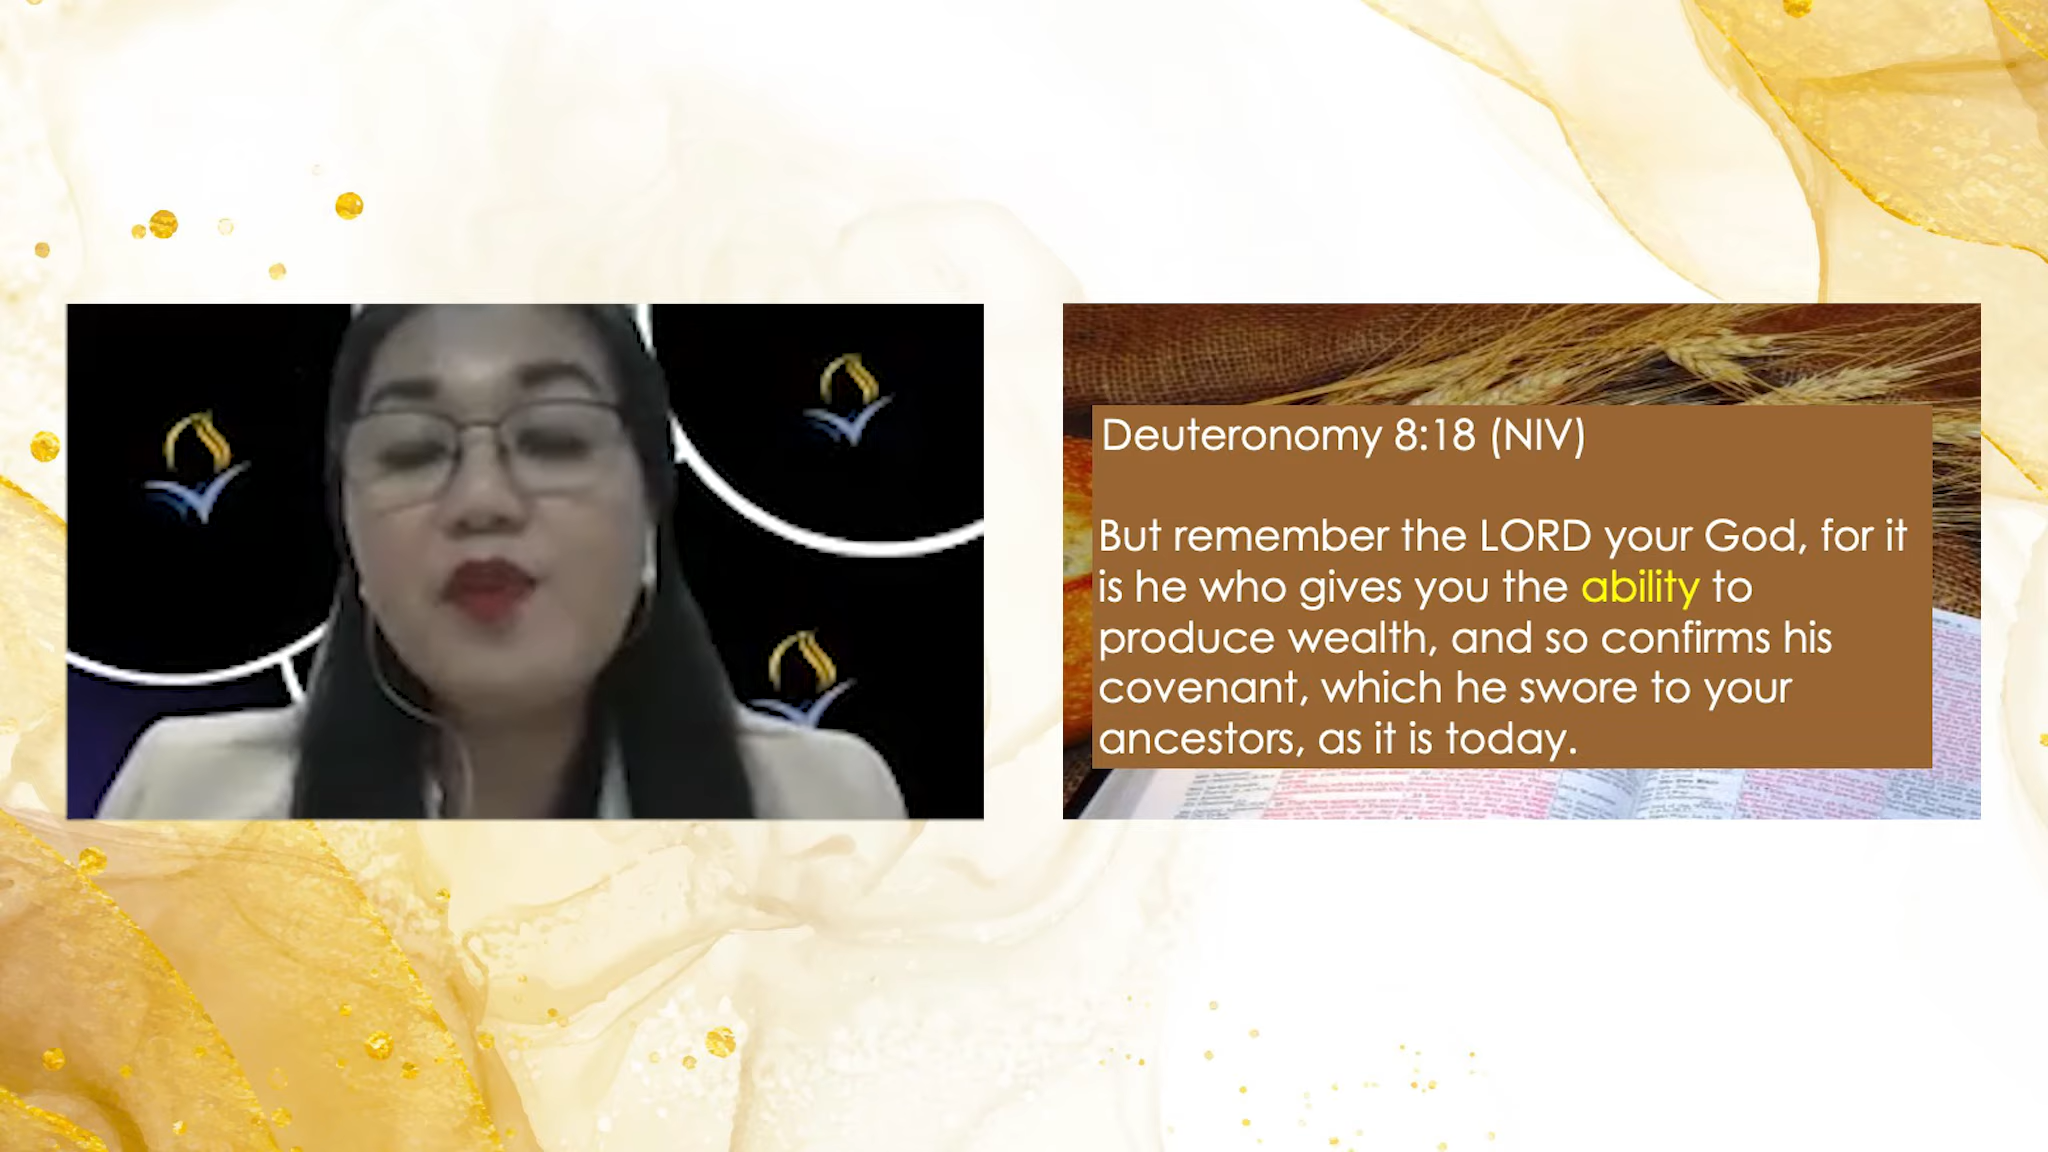 Deuteronomy 8:18 (NIV)
But remember the LORD your God, for it
is he who gives you the ability to
produce wealth, and so confirms his
covenant, which he swore to your
ancestors, as it is today.